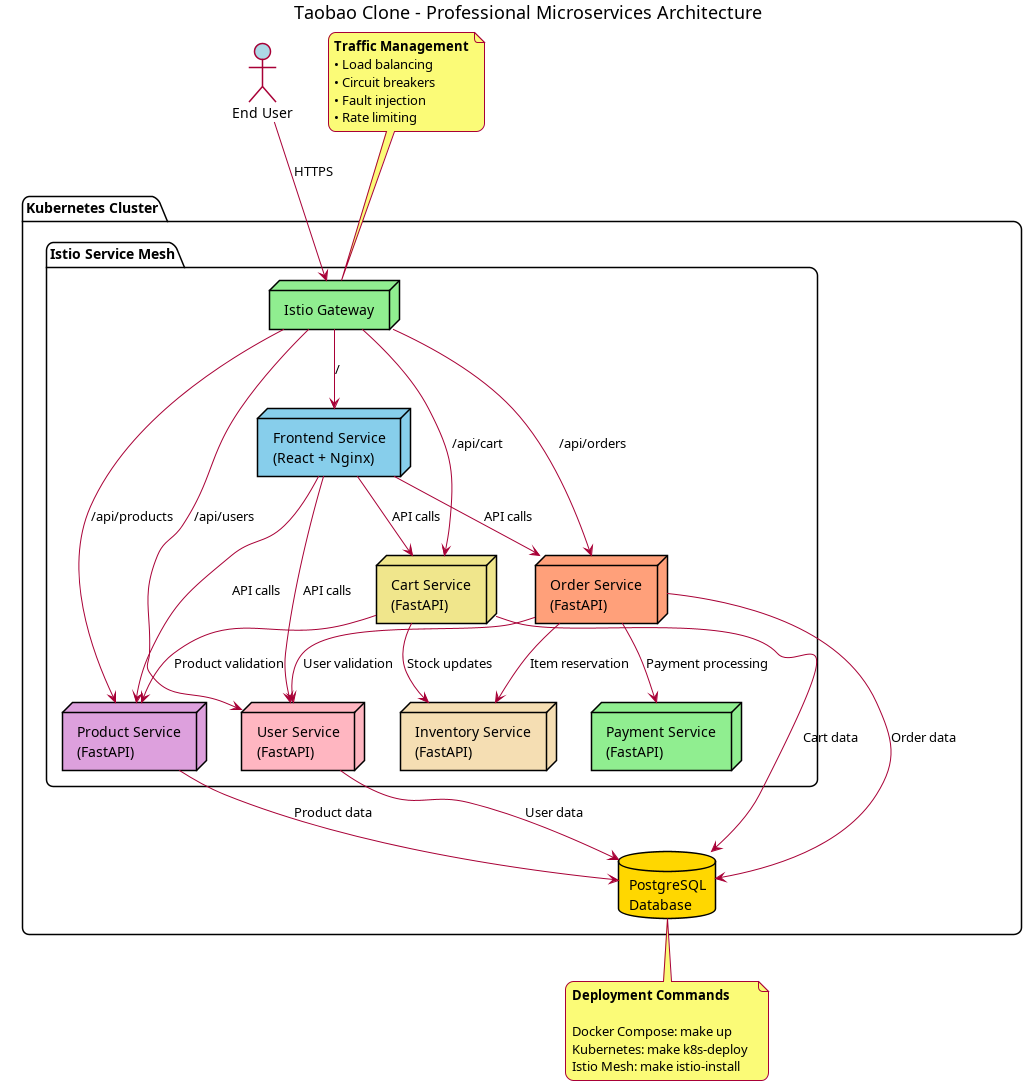 Taobao Clone - Professional Microservices Architecture
Traffic Management
• Load balancing
• Circuit breakers
• Fault injection
• Rate limiting
End User
HTTPS
Kubernetes Cluster
Istio Service Mesh
Istio Gateway
/
Frontend Service
(React + Nginx)
/api/cart
/api/orders
/api/products
/api/users
API calls
API calls
Cart Service
(FastAPI)
Order Service
(FastAPI)
API calls
API calls
Product validation
User validation
Stock updates
Item reservation
Payment processing
Product Service
(FastAPI)
User Service
(FastAPI)
Inventory Service
(FastAPI)
Payment Service
(FastAPI)
Cart data
Order data
Product data
User data
PostgreSQL
Database
Deployment Commands
Docker Compose: make up
Kubernetes: make k8s-deploy
Istio Mesh: make istio-install